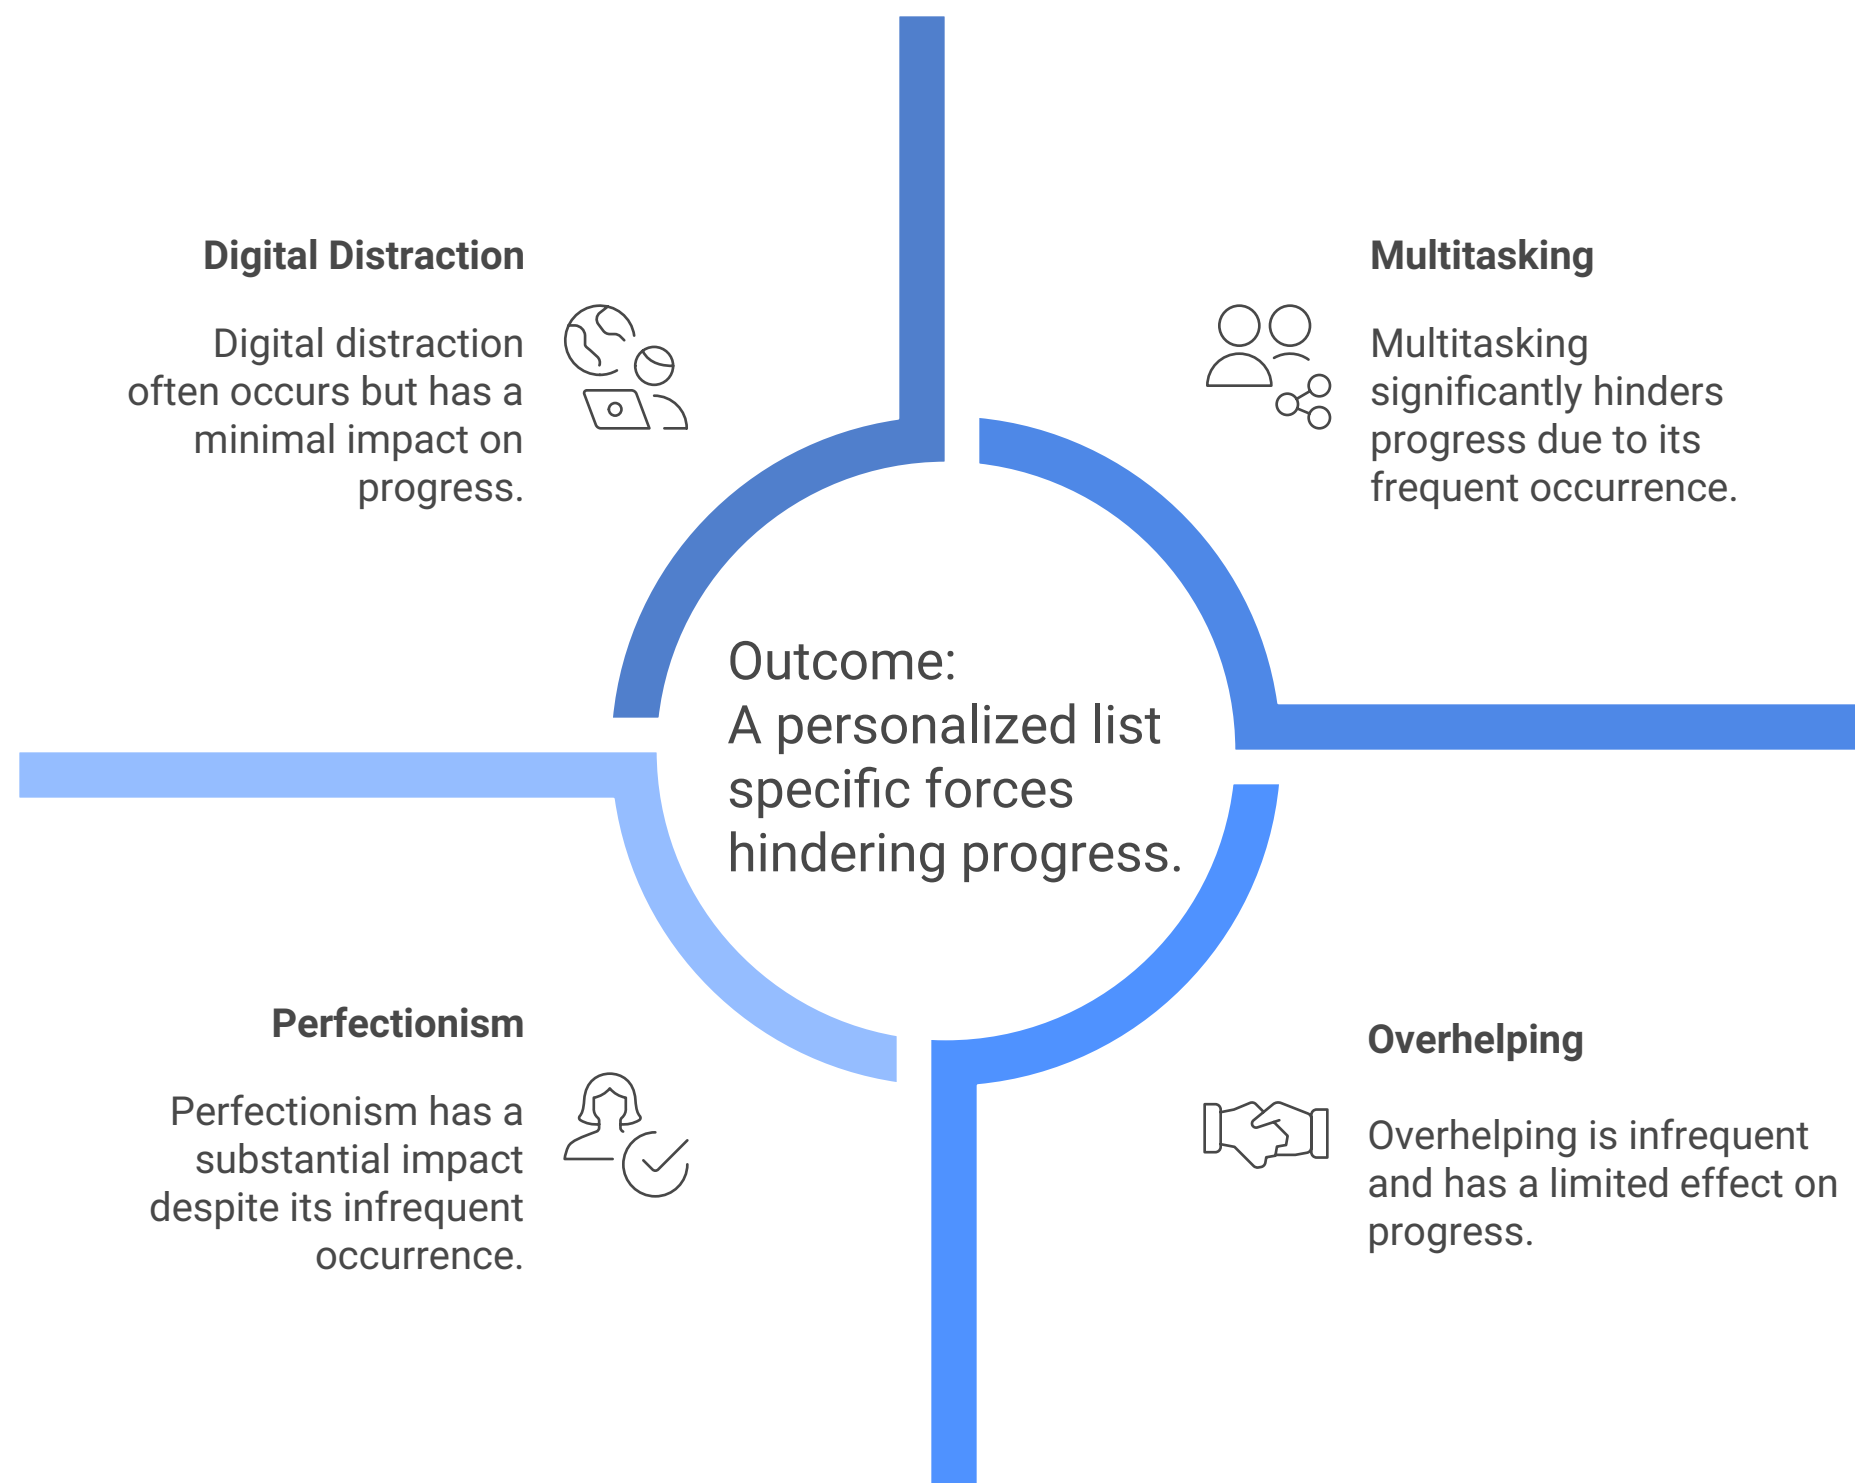 Digital Distraction
Digital distraction
often occurs but has a
minimal impact on
progress.
Multitasking
Multitasking
significantly hinders
progress due to its
frequent occurrence.
Outcome:
A personalized list
specific forces
hindering progress.
Perfectionism
Perfectionism has a
substantial impact
despite its infrequent
occurrence.
Overhelping
Overhelping is infrequent
and has a limited effect on
progress.